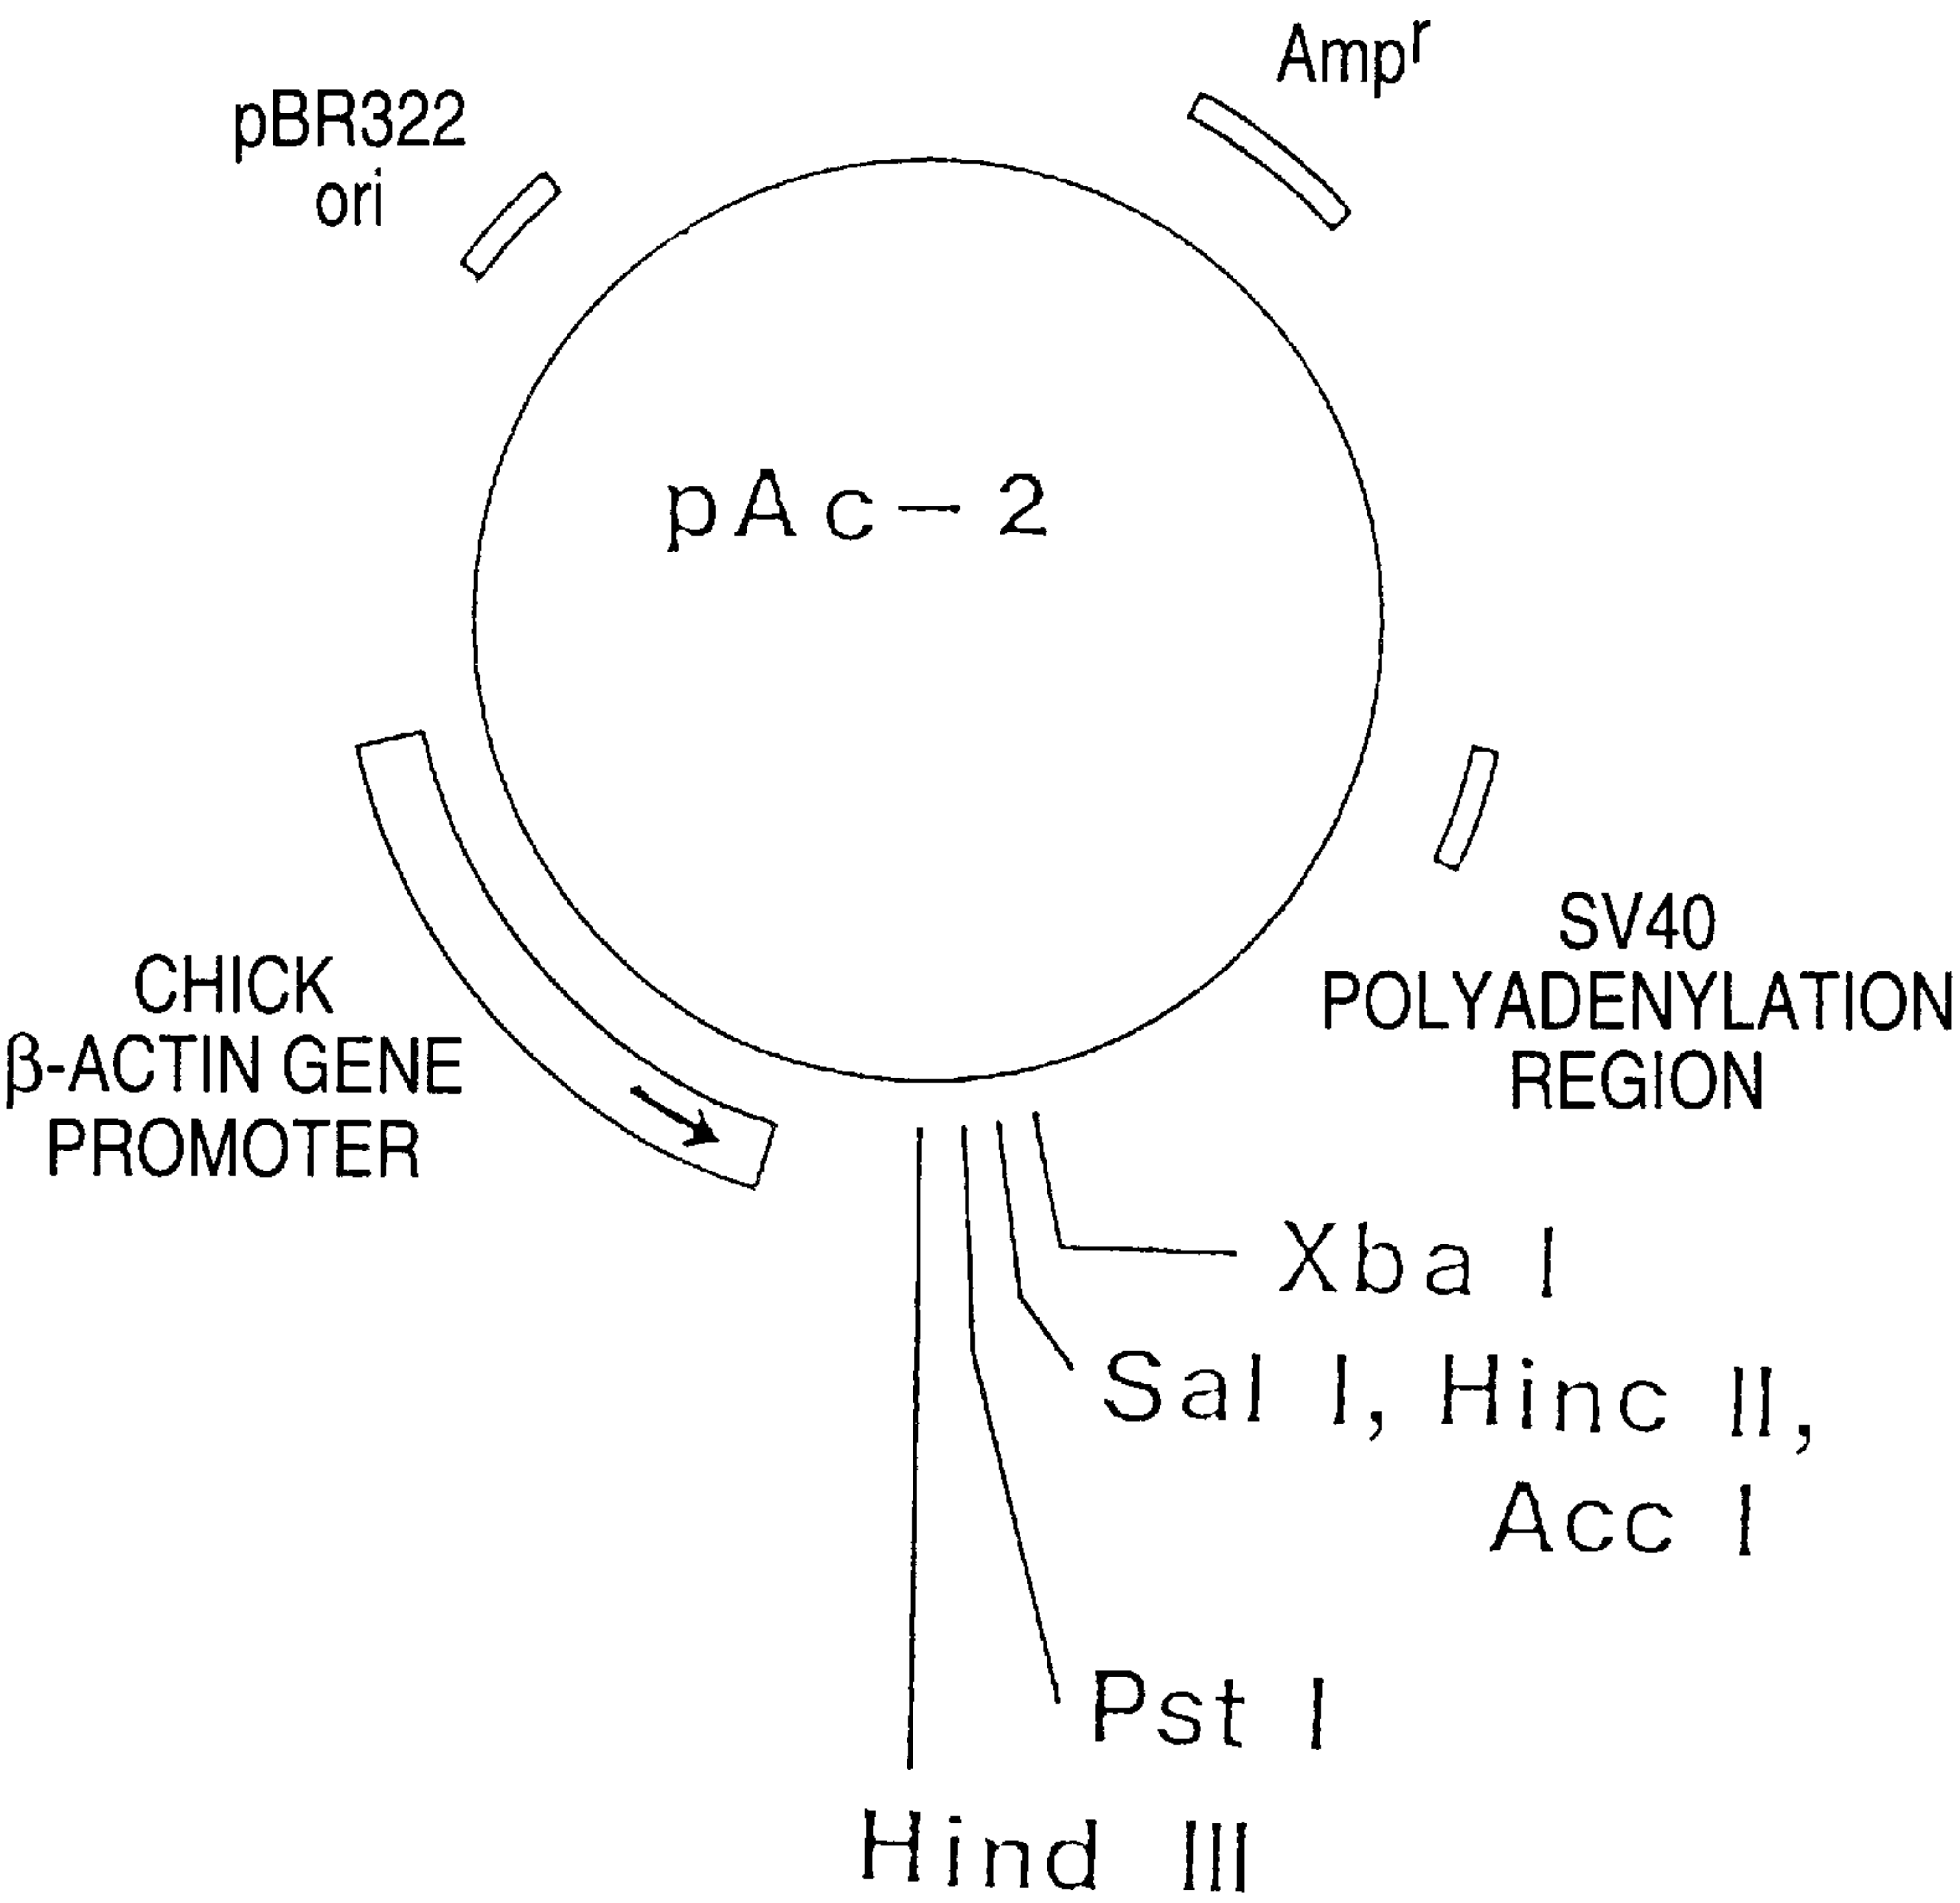 Ampʳ
pBR322
ori
pAc-2
CHICK
β-ACTIN GENE
PROMOTER
SV40
POLYADENYLATION
REGION
Xba I
Sal I, Hinc II,
Acc I
Pst I
Hind III